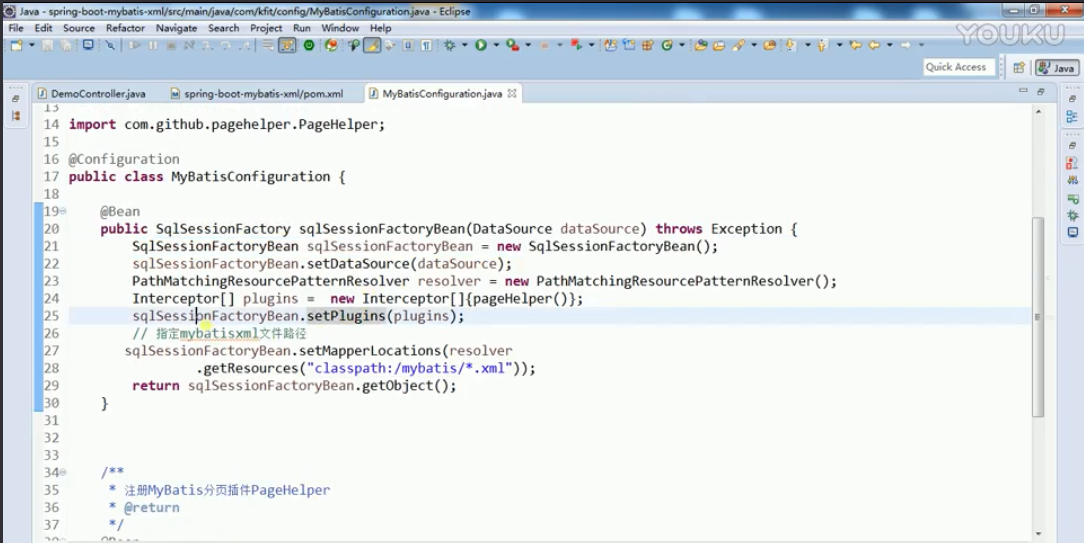 Java - spring-boot-mybatis-xml/src/main/java/com/kfit/config/MyBatisConfiguration.java - Eclipse
File Edit Source Refactor Navigate Search Project Run Window Help
YOUKU
Quick Access
Java
DemoController.java spring-boot-mybatis-xml/pom.xml MyBatisConfiguration.java
13
14 import com.github.pagehelper.PageHelper;
15
16 @Configuration
17 public class MyBatisConfiguration {
18
19 @Bean
20 public SqlSessionFactory sqlSessionFactoryBean(DataSource dataSource) throws Exception {
21 SqlSessionFactoryBean sqlSessionFactoryBean = new SqlSessionFactoryBean();
22 sqlSessionFactoryBean.setDataSource(dataSource);
23 PathMatchingResourcePatternResolver resolver = new PathMatchingResourcePatternResolver();
24 Interceptor[] plugins =  new Interceptor[]{pageHelper()};
25 sqlSessionFactoryBean.setPlugins(plugins);
26 // 指定mybatisxml文件路径
27 sqlSessionFactoryBean.setMapperLocations(resolver
28 .getResources("classpath:/mybatis/*.xml"));
29 return sqlSessionFactoryBean.getObject();
30 }
31
32
33
34 /**
35 * 注册MyBatis分页插件PageHelper
36 * @return
37 */